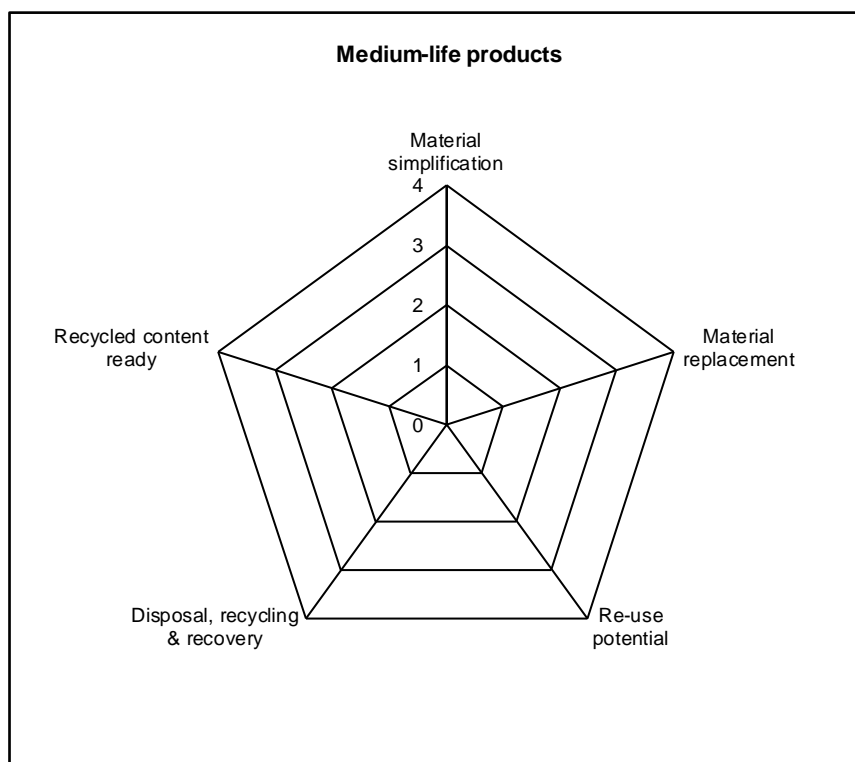 Medium-life products
Material
simplification
4
3
2
1
0
Recycled content
ready
Material
replacement
Disposal, recycling
& recovery
Re-use
potential